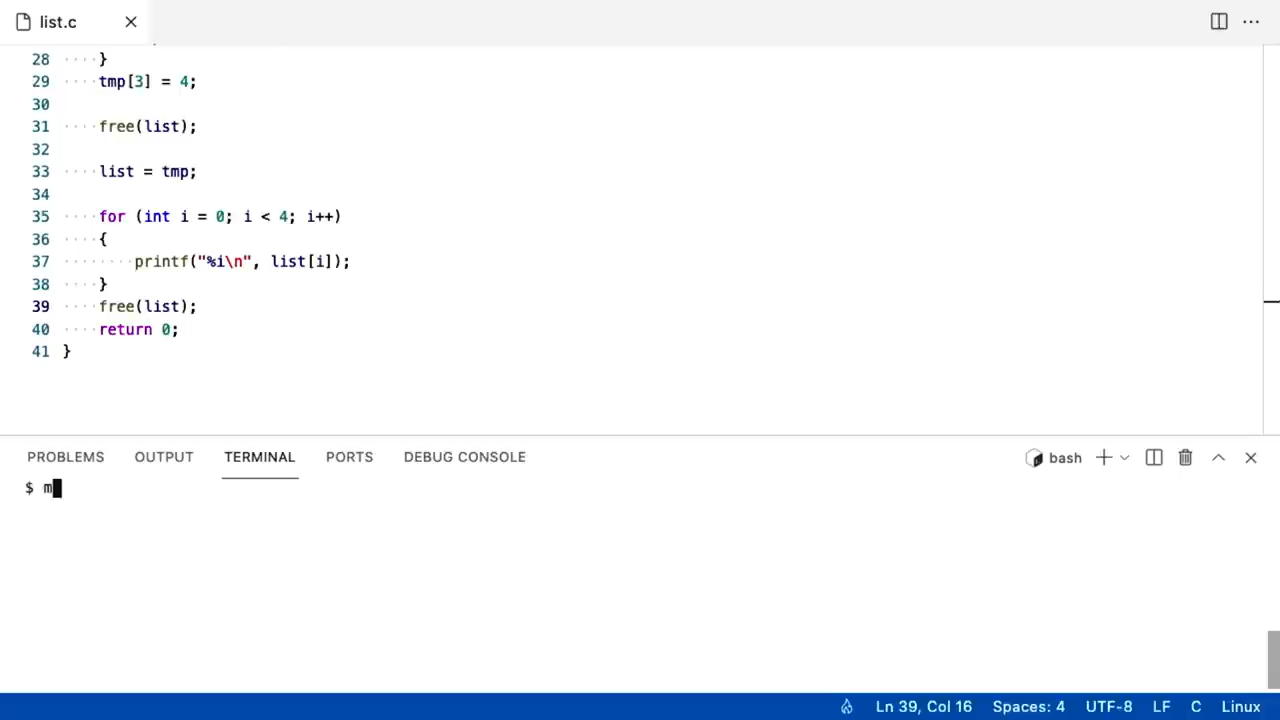 list.c
28 }
29 tmp[3] = 4;
30
31 free(list);
32
33 list = tmp;
34
35 for (int i = 0; i < 4; i++)
36 {
37 printf("%i\n", list[i]);
38 }
39 free(list);
40 return 0;
41 }
PROBLEMS OUTPUT TERMINAL PORTS DEBUG CONSOLE bash
$ m
Ln 39, Col 16 Spaces: 4 UTF-8 LF C Linux